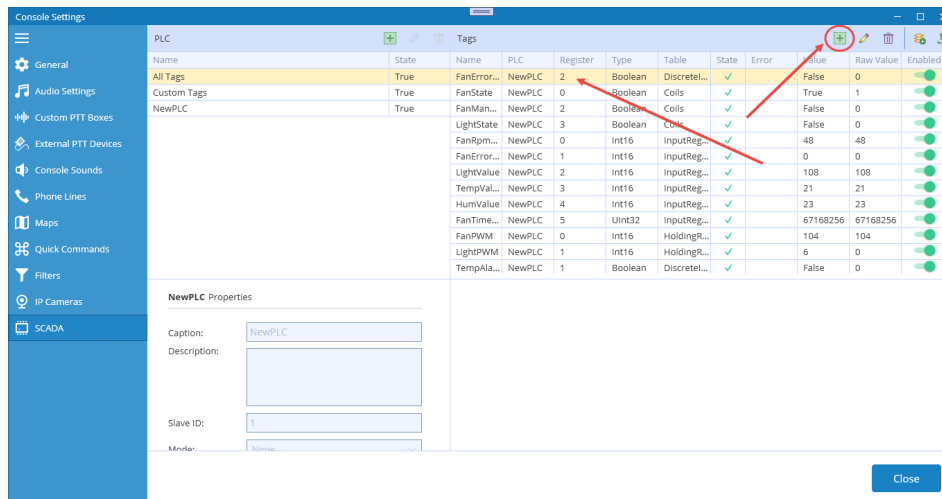 Console Settings
PLC
Tags
General
Audio Settings
Custom PTT Boxes
External PTT Devices
Console Sounds
Phone Lines
Maps
Quick Commands
Filters
IP Cameras
SCADA
Name State
All Tags True
Custom Tags True
NewPLC True
Name PLC Register Type Table State Error Value Raw Value Enabled
FanError... NewPLC 2 Boolean DiscreteI... False 0
FanState NewPLC 0 Boolean Coils True 1
FanMan... NewPLC 2 Boolean Coils False 0
LightState NewPLC 3 Boolean Coils False 0
FanRpm... NewPLC 0 Int16 InputReg... 48 48
FanError... NewPLC 1 Int16 InputReg... 0 0
LightValue NewPLC 2 Int16 InputReg... 108 108
TempVal... NewPLC 3 Int16 InputReg... 21 21
HumValue NewPLC 4 Int16 InputReg... 23 23
FanTime... NewPLC 5 UInt32 InputReg... 67168256 67168256
FanPWM NewPLC 0 Int16 HoldingR... 104 104
LightPWM NewPLC 1 Int16 HoldingR... 6 0
TempAla... NewPLC 1 Boolean DiscreteI... False 0
NewPLC Properties
Caption: NewPLC
Description:
Slave ID: 1
Mode: None
Close